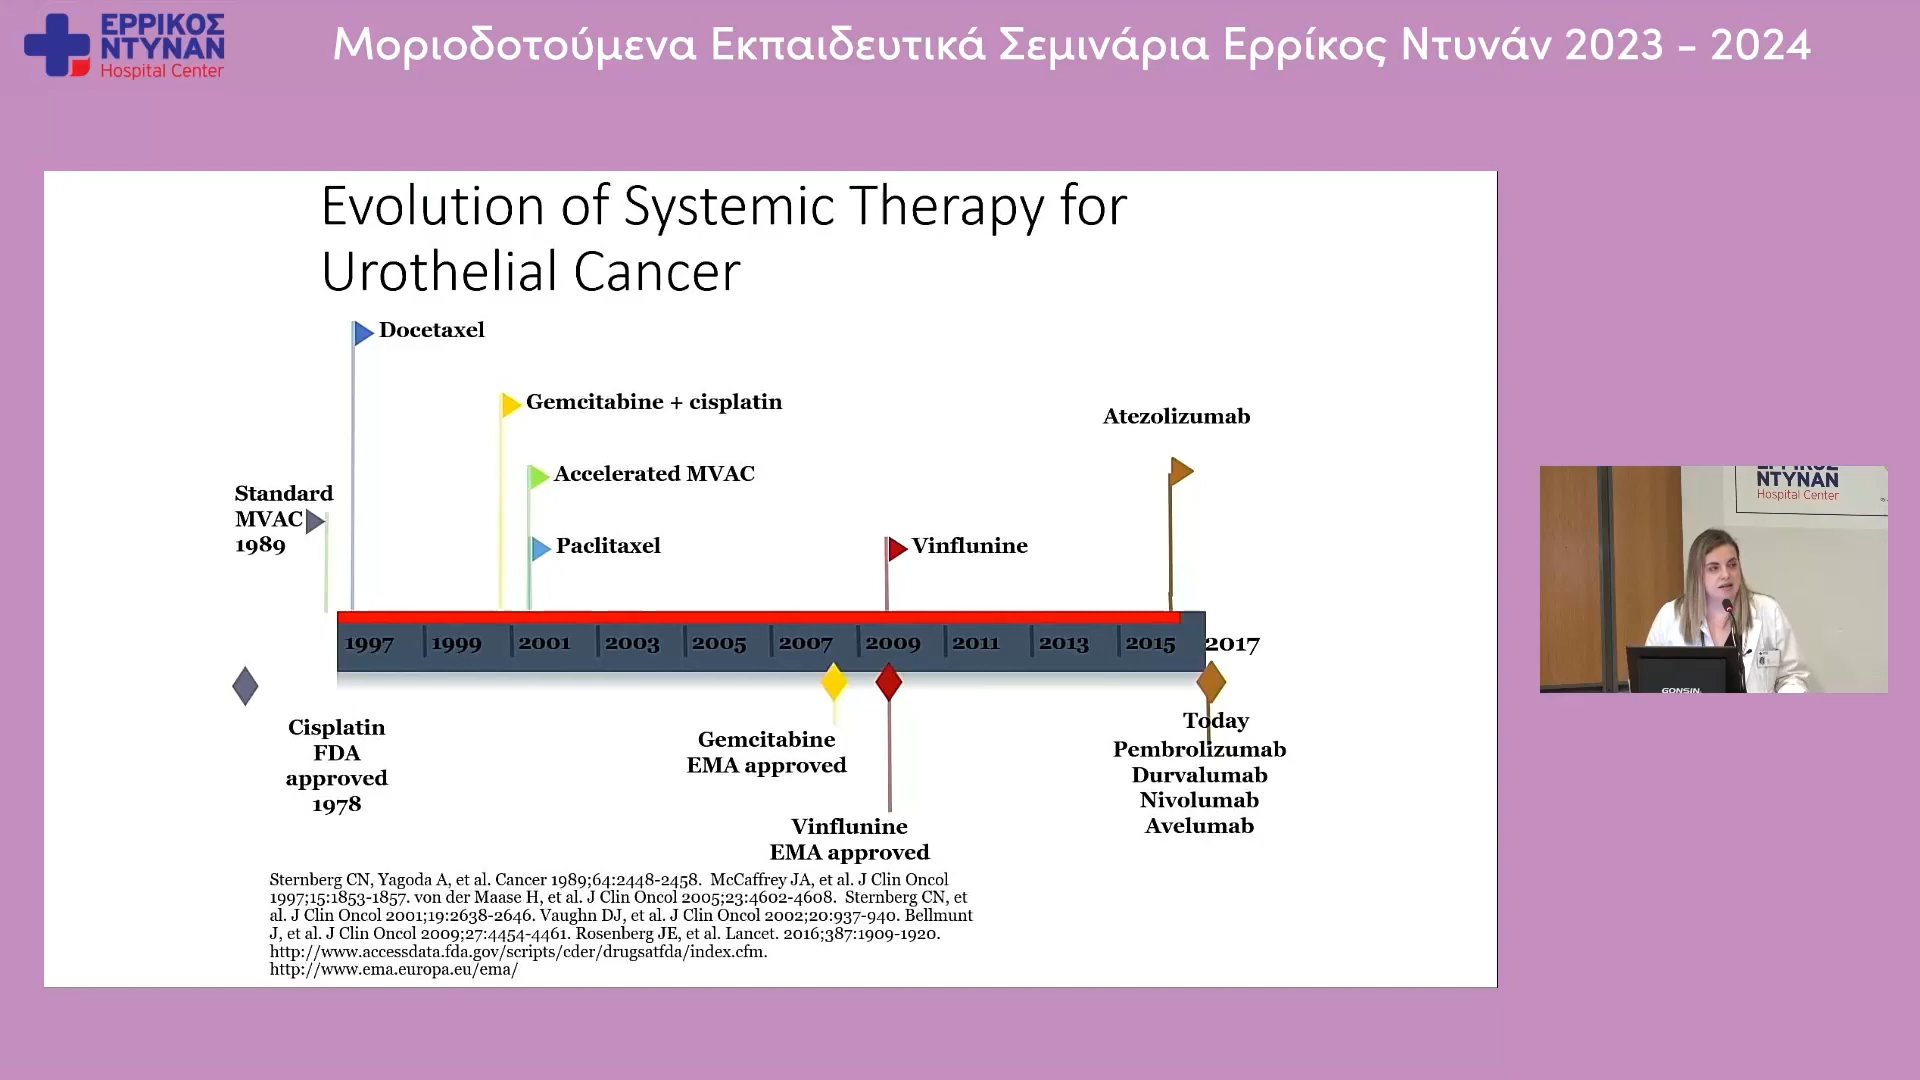 ΕΡΡΙΚΟΣ
ΝΤΥΝΑΝ
Hospital Center
Μοριοδοτούμενα Εκπαιδευτικά Σεμινάρια Ερρίκος Ντυνάν 2023 – 2024
Evolution of Systemic Therapy for
Urothelial Cancer
Docetaxel
Gemcitabine + cisplatin
Atezolizumab
Accelerated MVAC
Standard
MVAC
1989
Paclitaxel
Vinflunine
1997 1999 2001 2003 2005 2007 2009 2011 2013 2015 2017
Cisplatin
FDA
approved
1978
Gemcitabine
EMA approved
Vinflunine
EMA approved
Today
Pembrolizumab
Durvalumab
Nivolumab
Avelumab
Sternberg CN, Yagoda A, et al. Cancer 1989;64:2448-2458. McCaffrey JA, et al. J Clin Oncol
1997;15:1853-1857. von der Maase H, et al. J Clin Oncol 2005;23:4602-4608. Sternberg CN, et
al. J Clin Oncol 2001;19:2638-2646. Vaughn DJ, et al. J Clin Oncol 2002;20:937-940. Bellmunt
J, et al. J Clin Oncol 2009;27:4454-4461. Rosenberg JE, et al. Lancet. 2016;387:1909-1920.
http://www.accessdata.fda.gov/scripts/cder/drugsatfda/index.cfm.
http://www.ema.europa.eu/ema/
ΕΡΡΙΚΟΣ
ΝΤΥΝΑΝ
Hospital Center
GONSIN